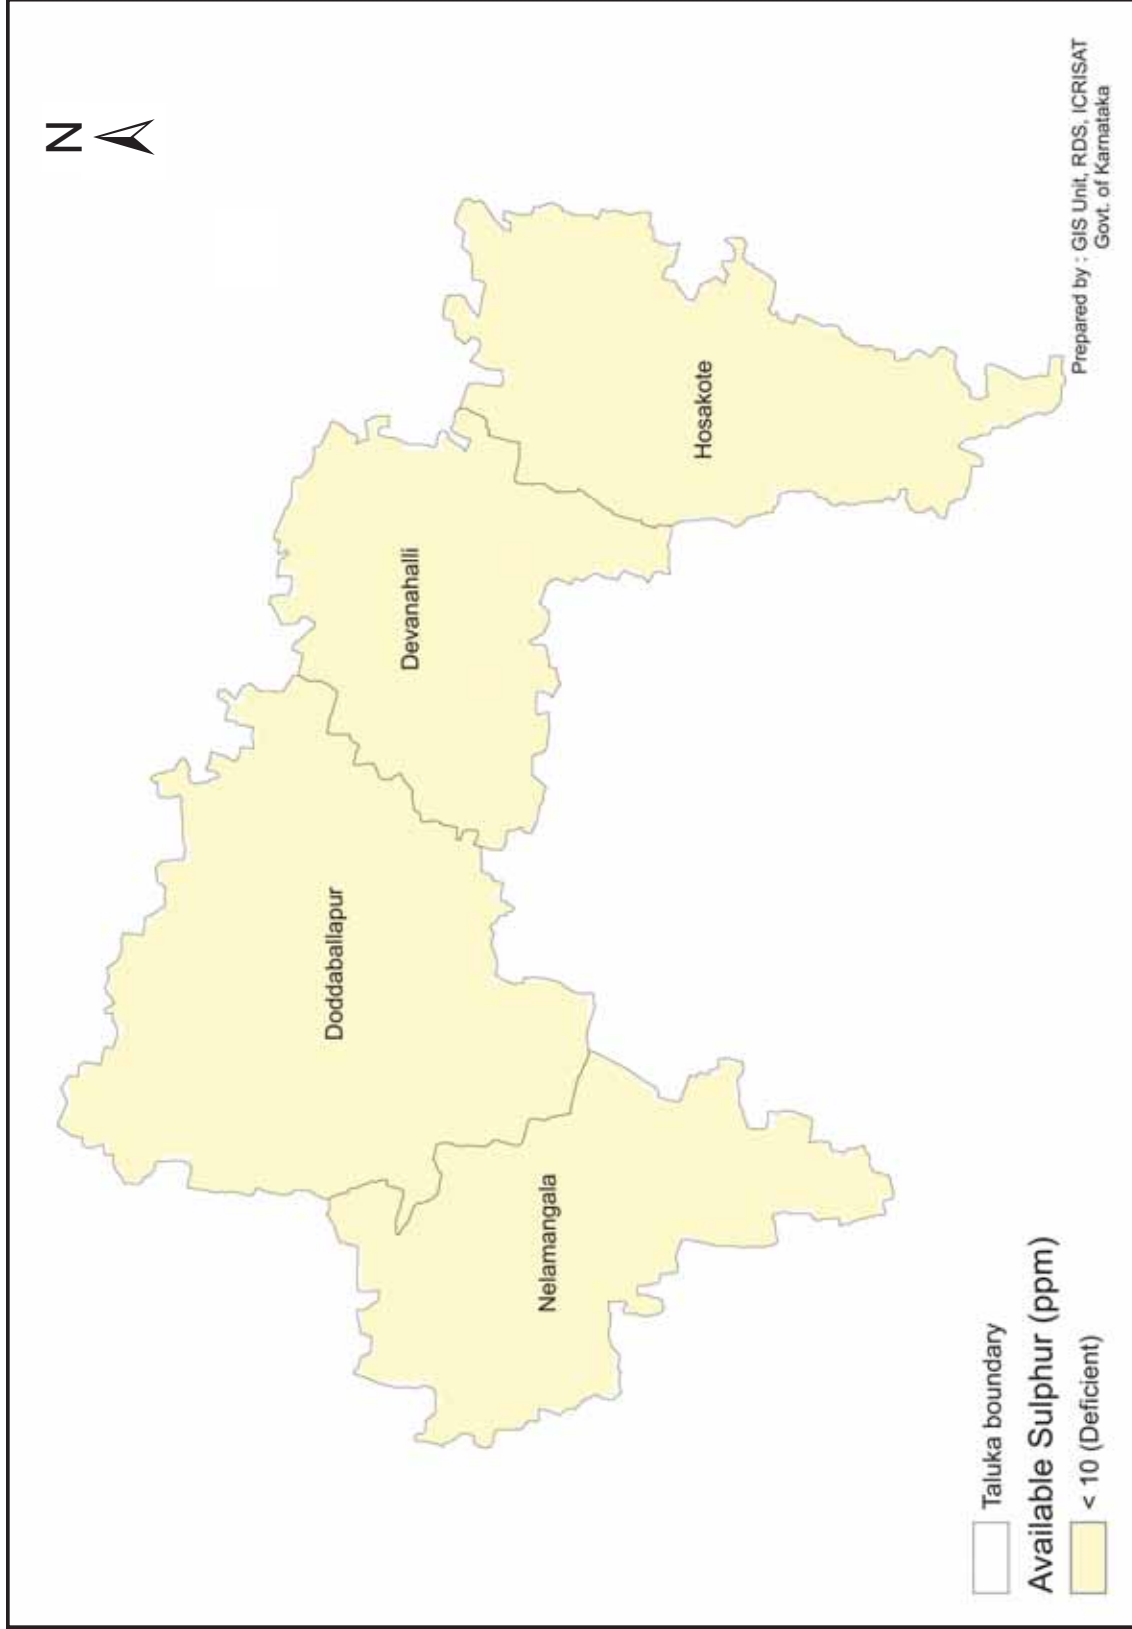 N
Doddaballapur
Devanahalli
Nelamangala
Hosakote
Taluka boundary
Available Sulphur (ppm)
< 10 (Deficient)
Prepared by : GIS Unit, RDS, ICRISAT
Govt. of Karnataka